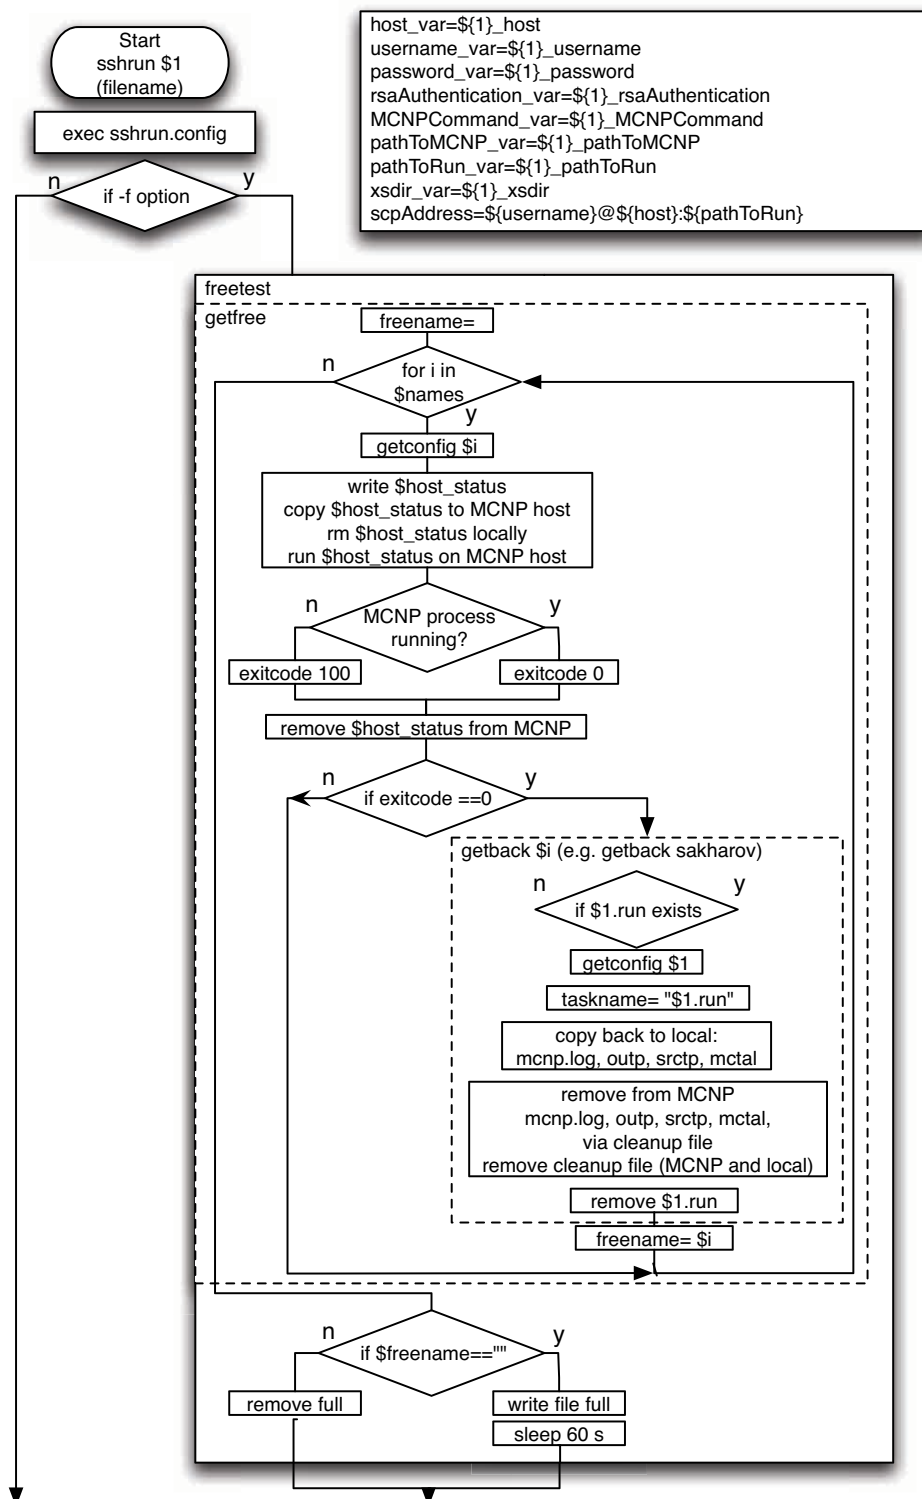 Start
sshrun $1
(filename)
exec sshrun.config
n
y
if -f option
host_var=${1}_host
username_var=${1}_username
password_var=${1}_password
rsaAuthentication_var=${1}_rsaAuthentication
MCNPCommand_var=${1}_MCNPCommand
pathToMCNP_var=${1}_pathToMCNP
pathToRun_var=${1}_pathToRun
xsdir_var=${1}_xsdir
scpAddress=${username}@${host}:${pathToRun}
freetest
getfree
freename=
n
for i in
$names
y
getconfig $i
write $host_status
copy $host_status to MCNP host
rm $host_status locally
run $host_status on MCNP host
n
y
MCNP process
running?
exitcode 100
exitcode 0
remove $host_status from MCNP
n
y
if exitcode ==0
getback $i (e.g. getback sakharov)
n
y
if $1.run exists
getconfig $1
taskname= "$1.run"
copy back to local:
mcnp.log, outp, srctp, mctal
remove from MCNP
mcnp.log, outp, srctp, mctal,
via cleanup file
remove cleanup file (MCNP and local)
remove $1.run
freename= $i
n
y
if $freename==""
remove full
write file full
sleep 60 s